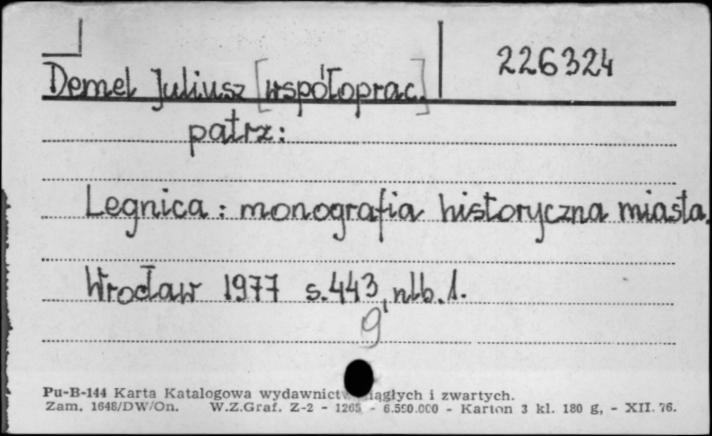 226324
Demel Juliusz [współoprac.]
patrz:
Legnica : monografia historyczna miasta.
Wrocław 1977 s.443, nlb.1.
9
Pu-B-144 Karta Katalogowa wydawnictw ciągłych i zwartych.
Zam. 1648/DW/On. W.Z.Graf. Z-2 - 1265 - 6.550.000 - Karton 3 kl. 180 g, - XII. 76.